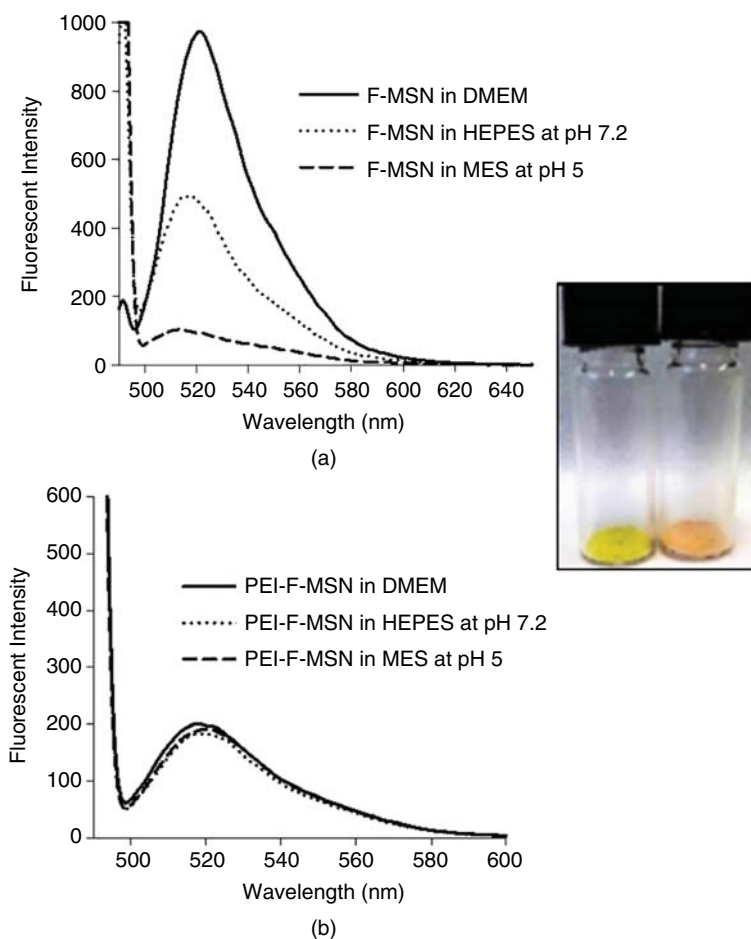 1000
800
600
400
200
0
Fluorescent Intensity
F-MSN in DMEM
F-MSN in HEPES at pH 7.2
F-MSN in MES at pH 5
500 520 540 560 580 600 620 640
Wavelength (nm)
(a)
600
500
400
300
200
100
0
Fluorescent Intensity
PEI-F-MSN in DMEM
PEI-F-MSN in HEPES at pH 7.2
PEI-F-MSN in MES at pH 5
500 520 540 560 580 600
Wavelength (nm)
(b)